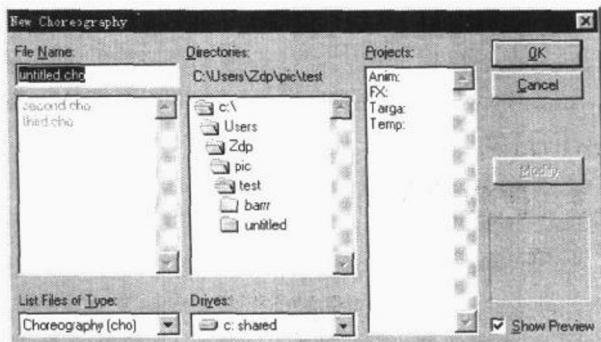 New Choreography
File Name:
untitled.cho
second.cho
third.cho
List Files of Type:
Choreography (cho)
Directories:
C:\Users\Zdp\pic\test
c:\
Users
Zdp
pic
test
barr
untitled
Drives:
c: shared
Projects:
Anim:
FX:
Targa:
Temp:
OK
Cancel
Modify
Show Preview